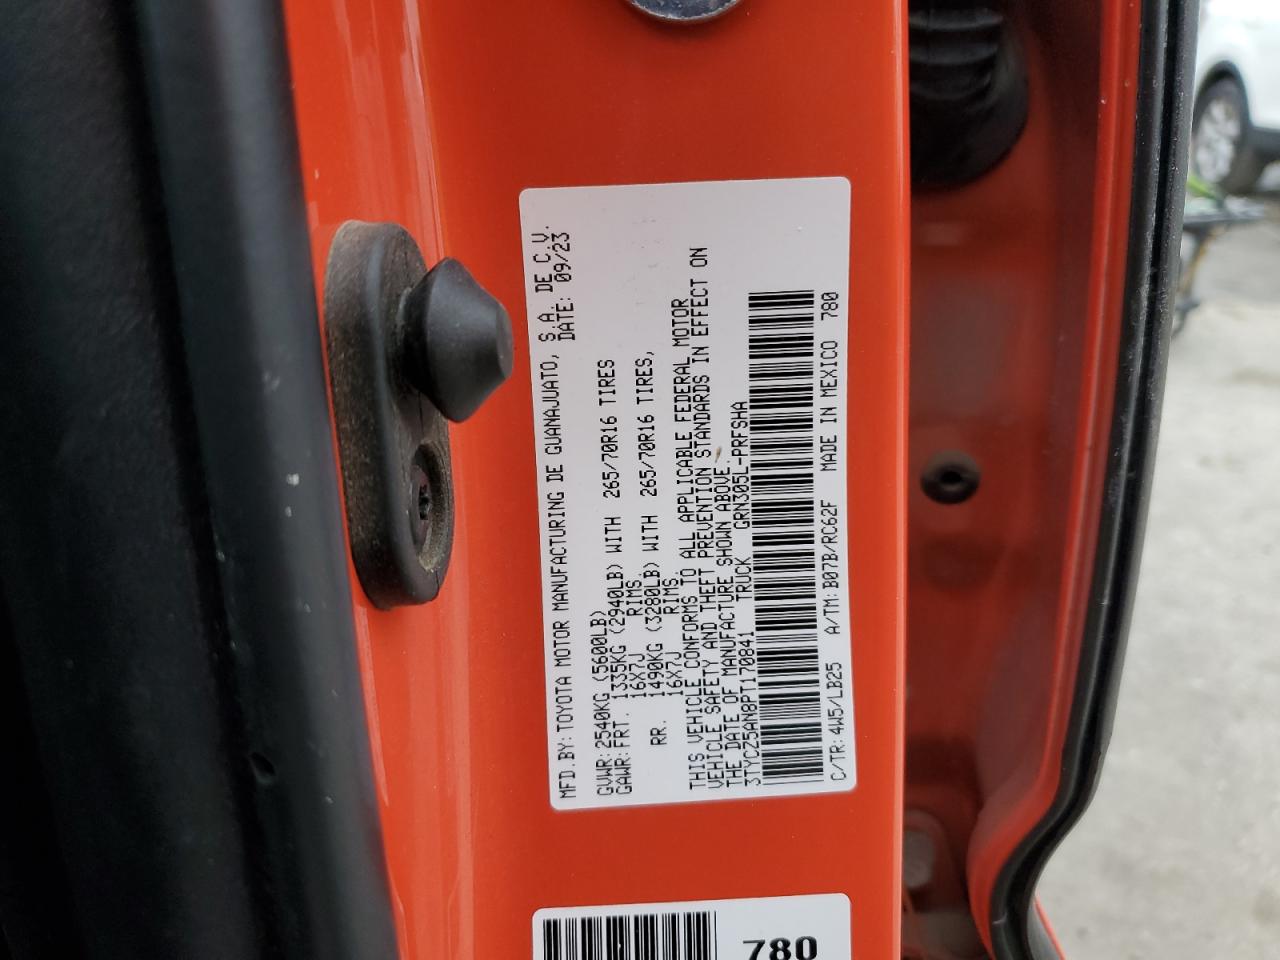 MFD.BY: TOYOTA MOTOR MANUFACTURING DE GUANAJUATO, S.A. DE C.V.
DATE: 09/23
GVWR: 2540KG (5600LB)
GAWR: FRT. 1335KG (2940LB) WITH 265/70R16 TIRES
16X7J RIMS,
RR. 1490KG (3280LB) WITH 265/70R16 TIRES,
16X7J RIMS.
THIS VEHICLE CONFORMS TO ALL APPLICABLE FEDERAL MOTOR
VEHICLE SAFETY AND THEFT PREVENTION STANDARDS IN EFFECT ON
THE DATE OF MANUFACTURE SHOWN ABOVE.
3TYCZ5AN8PT170841 TRUCK GRN305L-PRFSHA
C/TR: 4W5/LB25 A/TM: B07B/RC62F MADE IN MEXICO 780
780